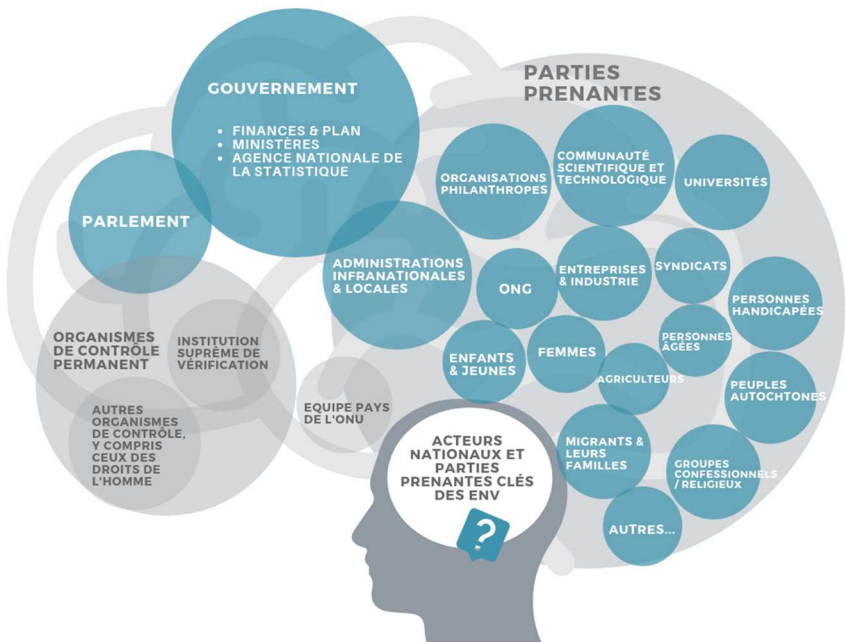 GOUVERNEMENT
• FINANCES & PLAN
• MINISTÈRES
• AGENCE NATIONALE DE
LA STATISTIQUE
PARLEMENT
ADMINISTRATIONS
INFRANATIONALES
& LOCALES
ORGANISMES
DE CONTRÔLE
PERMANENT
INSTITUTION
SUPRÊME DE
VÉRIFICATION
AUTRES
ORGANISMES
DE CONTRÔLE,
Y COMPRIS
CEUX DES
DROITS DE
L'HOMME
EQUIPE PAYS
DE L'ONU
PARTIES
PRENANTES
ORGANISATIONS
PHILANTHROPES
COMMUNAUTÉ
SCIENTIFIQUE ET
TECHNOLOGIQUE
UNIVERSITÉS
ONG
ENTREPRISES
& INDUSTRIE
SYNDICATS
PERSONNES
HANDICAPÉES
ENFANTS
& JEUNES
FEMMES
PERSONNES
ÂGÉES
AGRICULTEURS
PEUPLES
AUTOCHTONES
MIGRANTS &
LEURS
FAMILLES
GROUPES
CONFESSIONNELS
/ RELIGIEUX
AUTRES...
ACTEURS
NATIONAUX ET
PARTIES
PRENANTES CLÉS
DES ENV
?